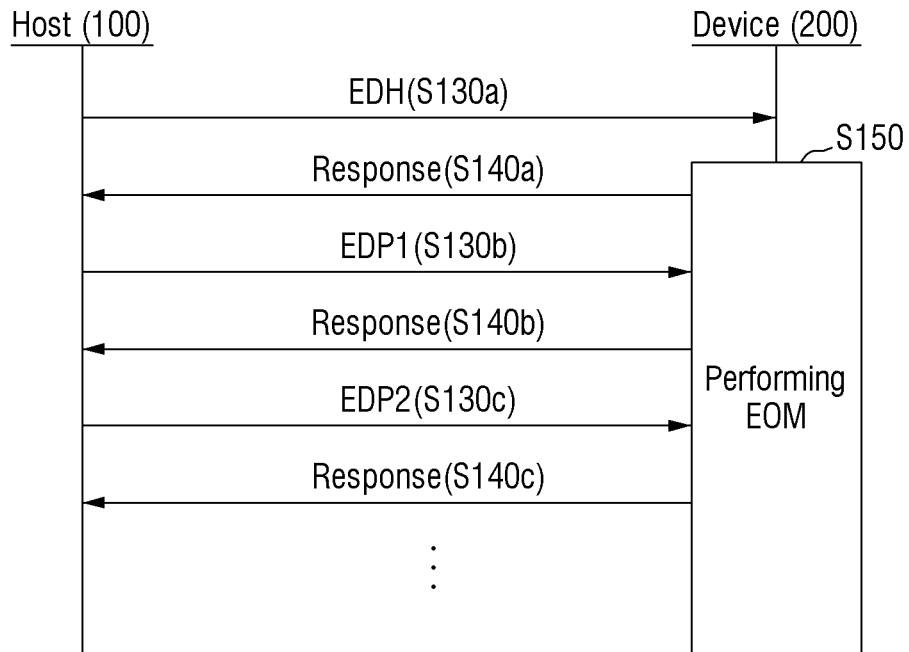 Host (100)
Device (200)
EDH(S130a)
S150
Response(S140a)
EDP1(S130b)
Response(S140b)
Performing
EOM
EDP2(S130c)
Response(S140c)